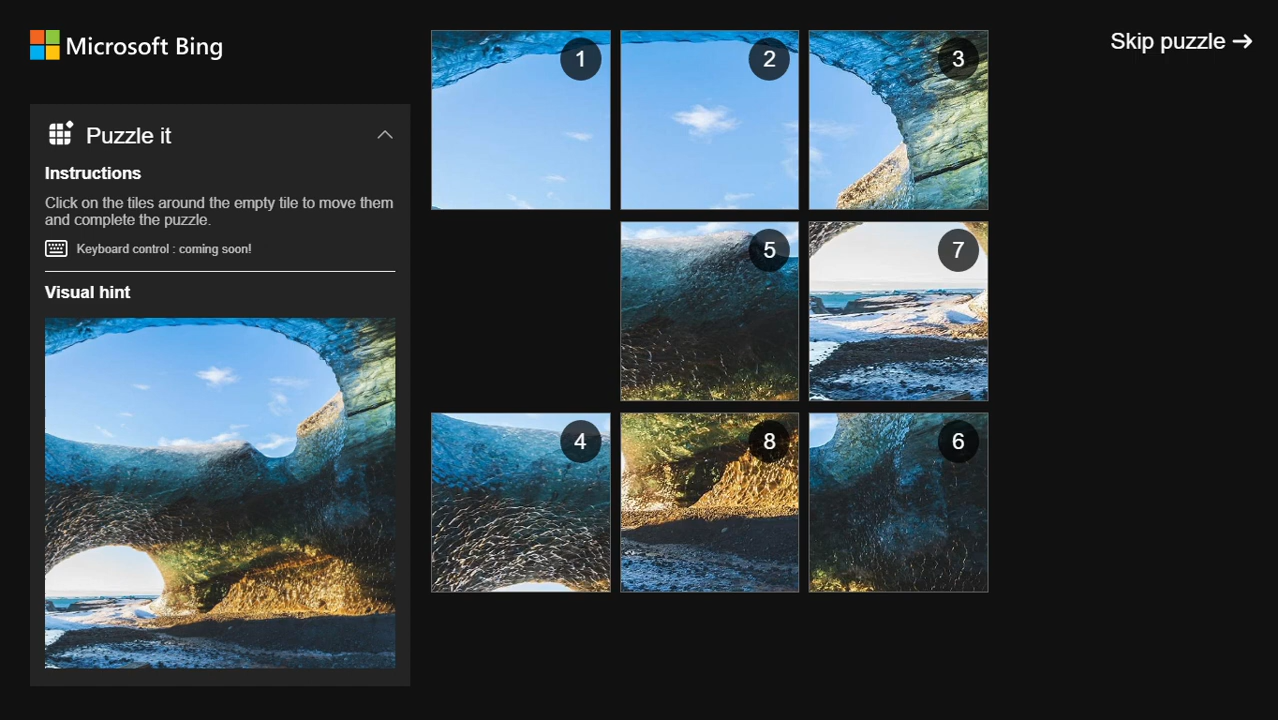 Microsoft Bing
Skip puzzle
Puzzle it
Instructions
Click on the tiles around the empty tile to move them
and complete the puzzle.
Keyboard control : coming soon!
Visual hint
1 2 3
5 7
4 8 6